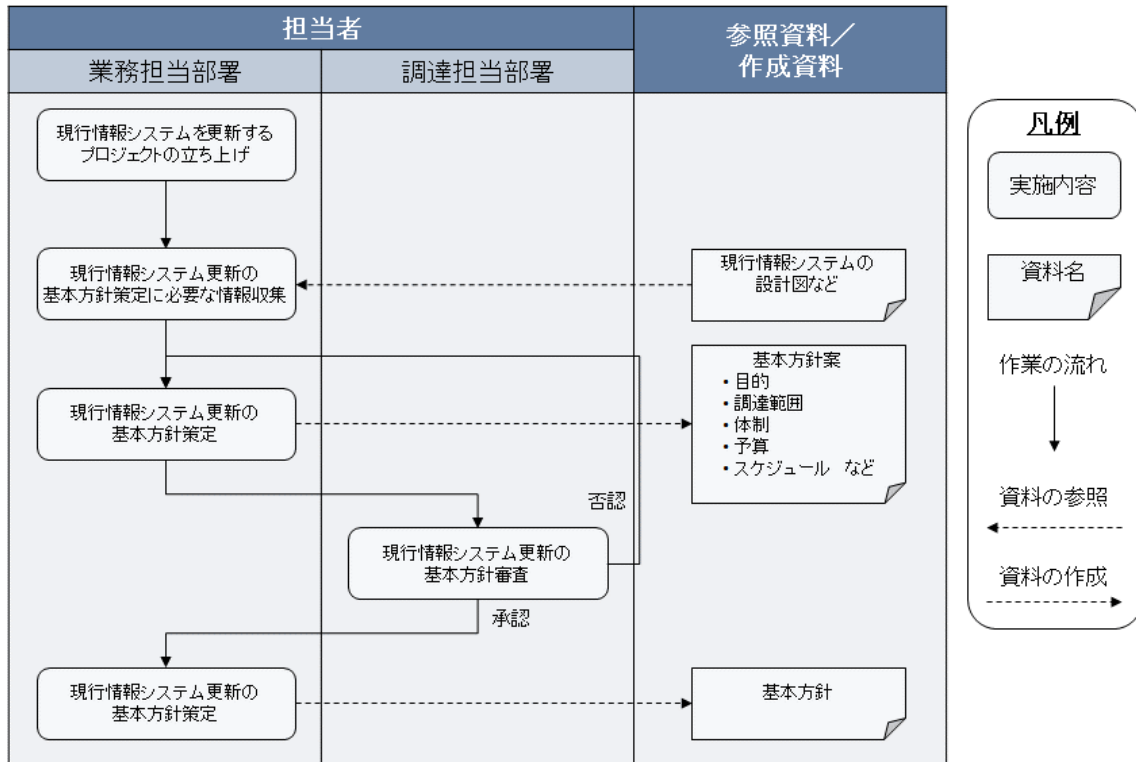 担当者
参照資料／
作成資料
業務担当部署
調達担当部署
現行情報システムを更新する
プロジェクトの立ち上げ
現行情報システム更新の
基本方針策定に必要な情報収集
現行情報システムの
設計図など
現行情報システム更新の
基本方針策定
基本方針案
・目的
・調達範囲
・体制
・予算
・スケジュール など
否認
現行情報システム更新の
基本方針審査
承認
現行情報システム更新の
基本方針策定
基本方針
凡例
実施内容
資料名
作業の流れ
資料の参照
資料の作成